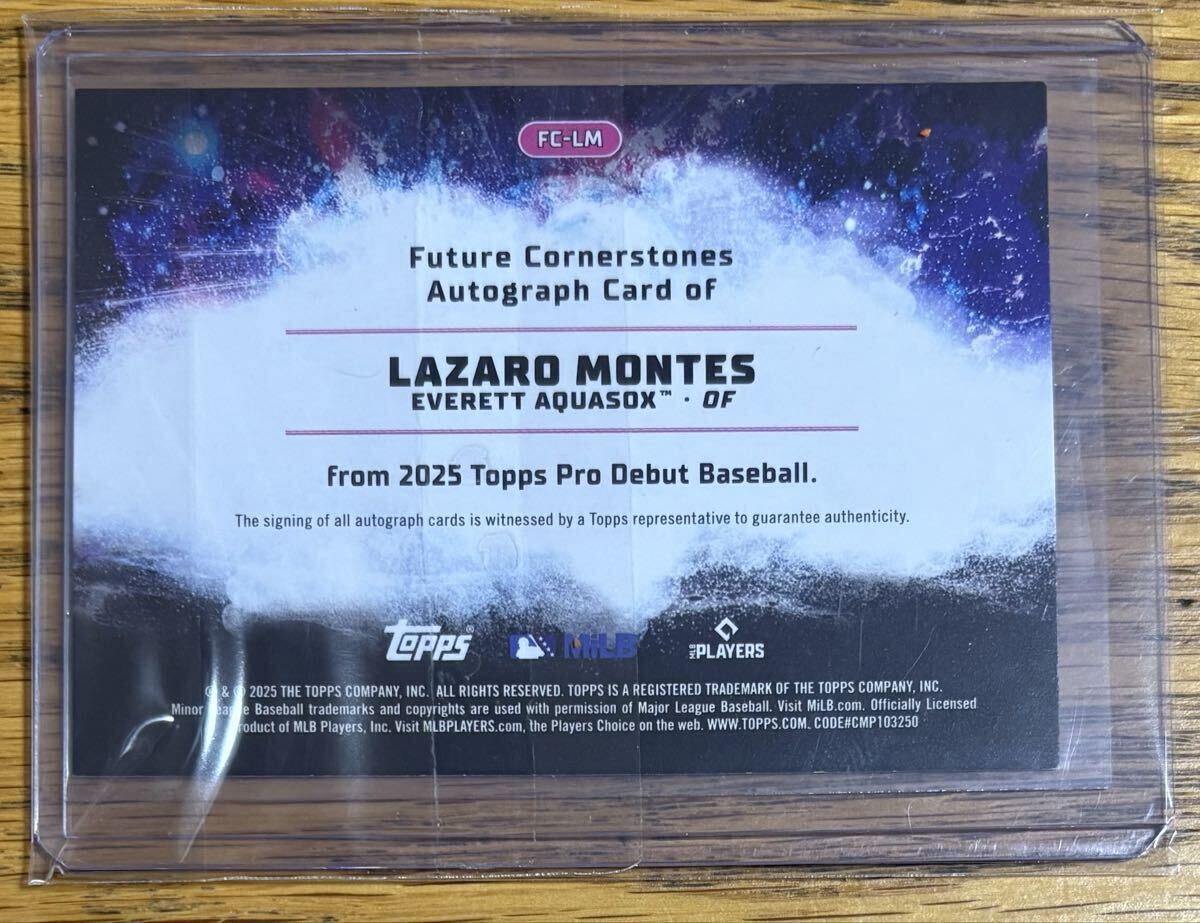 FC-LM
Future Cornerstones
Autograph Card of
LAZARO MONTES
EVERETT AQUASOX™ · OF
from 2025 Topps Pro Debut Baseball.
The signing of all autograph cards is witnessed by a Topps representative to guarantee authenticity.
Topps® MiLB MLB PLAYERS
& 2025 THE TOPPS COMPANY, INC. ALL RIGHTS RESERVED. TOPPS IS A REGISTERED TRADEMARK OF THE TOPPS COMPANY, INC.
Minor League Baseball trademarks and copyrights are used with permission of Major League Baseball. Visit MiLB.com. Officially Licensed
Product of MLB Players, Inc. Visit MLBPLAYERS.com, the Players Choice on the web. WWW.TOPPS.COM. CODE#CMP103250